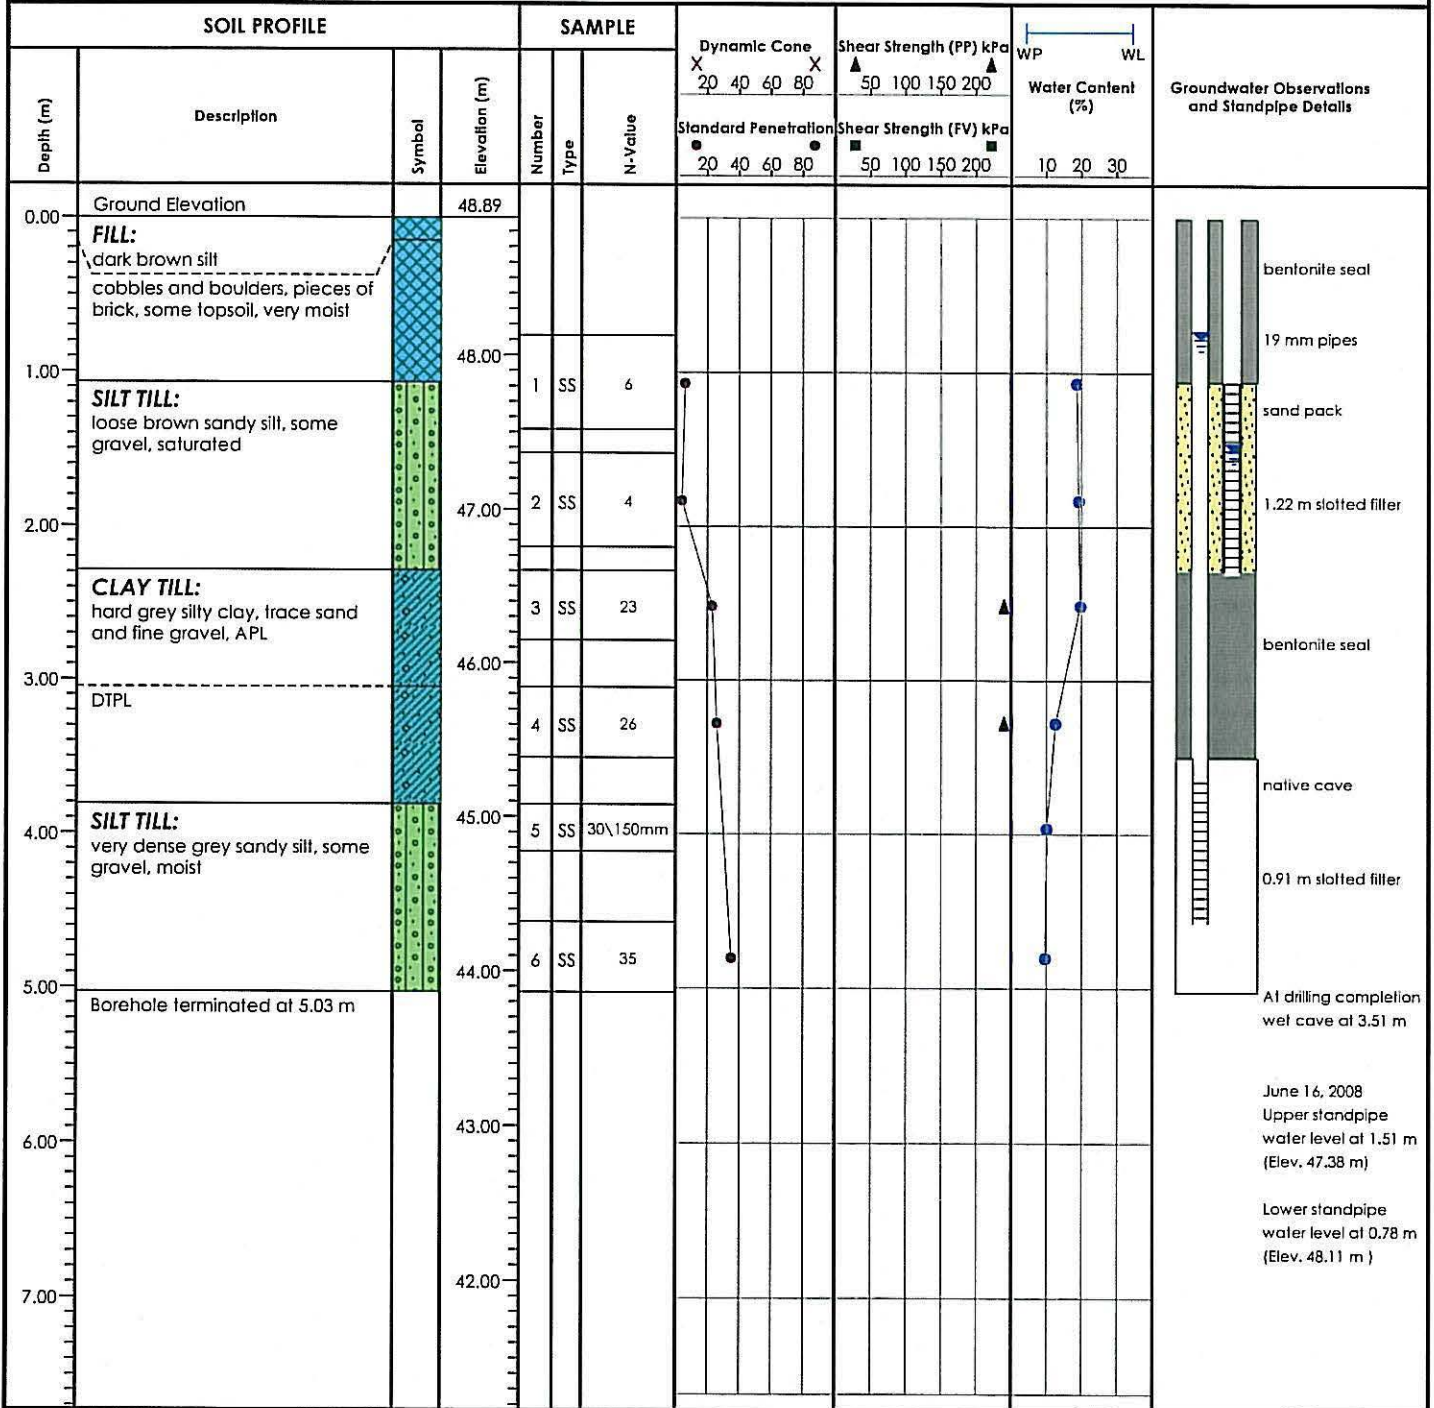 SOIL PROFILE
SAMPLE
Depth (m)
Description
Symbol
Elevation (m)
Number
Type
N-Value
Dynamic Cone
X X
20 40 60 80
Standard Penetration
20 40 60 80
Shear Strength (PP) kPa
50 100 150 200
Shear Strength (FV) kPa
50 100 150 200
WP WL
Water Content
(%)
10 20 30
Groundwater Observations
and Standpipe Details
0.00
1.00
2.00
3.00
4.00
5.00
6.00
7.00
Ground Elevation
48.89
FILL:
dark brown silt
cobbles and boulders, pieces of
brick, some topsoil, very moist
SILT TILL:
loose brown sandy silt, some
gravel, saturated
CLAY TILL:
hard grey silty clay, trace sand
and fine gravel, APL
DTPL
SILT TILL:
very dense grey sandy silt, some
gravel, moist
Borehole terminated at 5.03 m
48.00
47.00
46.00
45.00
44.00
43.00
42.00
1 SS 6
2 SS 4
3 SS 23
4 SS 26
5 SS 30\150mm
6 SS 35
bentonite seal
19 mm pipes
sand pack
1.22 m slotted filter
bentonite seal
native cave
0.91 m slotted filter
At drilling completion
wet cave at 3.51 m
June 16, 2008
Upper standpipe
water level at 1.51 m
(Elev. 47.38 m)
Lower standpipe
water level at 0.78 m
(Elev. 48.11 m )